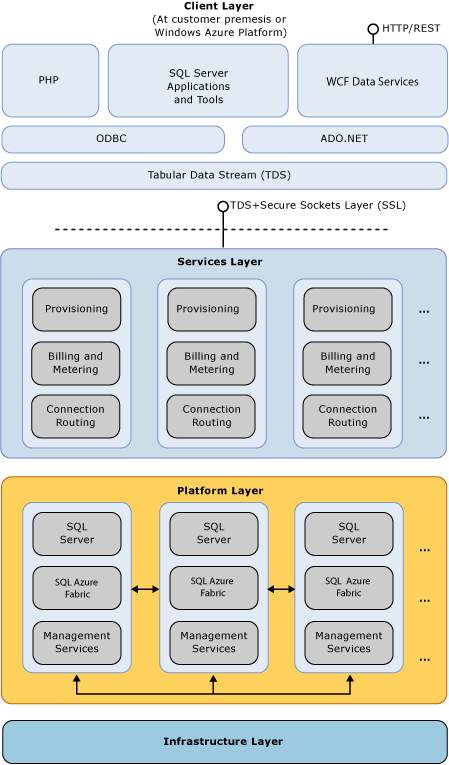 Client Layer
(At customer premesis or
Windows Azure Platform)
HTTP/REST
PHP
SQL Server
Applications
and Tools
WCF Data Services
ODBC
ADO.NET
Tabular Data Stream (TDS)
TDS+Secure Sockets Layer (SSL)
Services Layer
Provisioning
Provisioning
Provisioning
...
Billing and
Metering
Billing and
Metering
Billing and
Metering
...
Connection
Routing
Connection
Routing
Connection
Routing
...
Platform Layer
SQL
Server
SQL
Server
SQL
Server
...
SQL Azure
Fabric
SQL Azure
Fabric
SQL Azure
Fabric
...
Management
Services
Management
Services
Management
Services
...
Infrastructure Layer